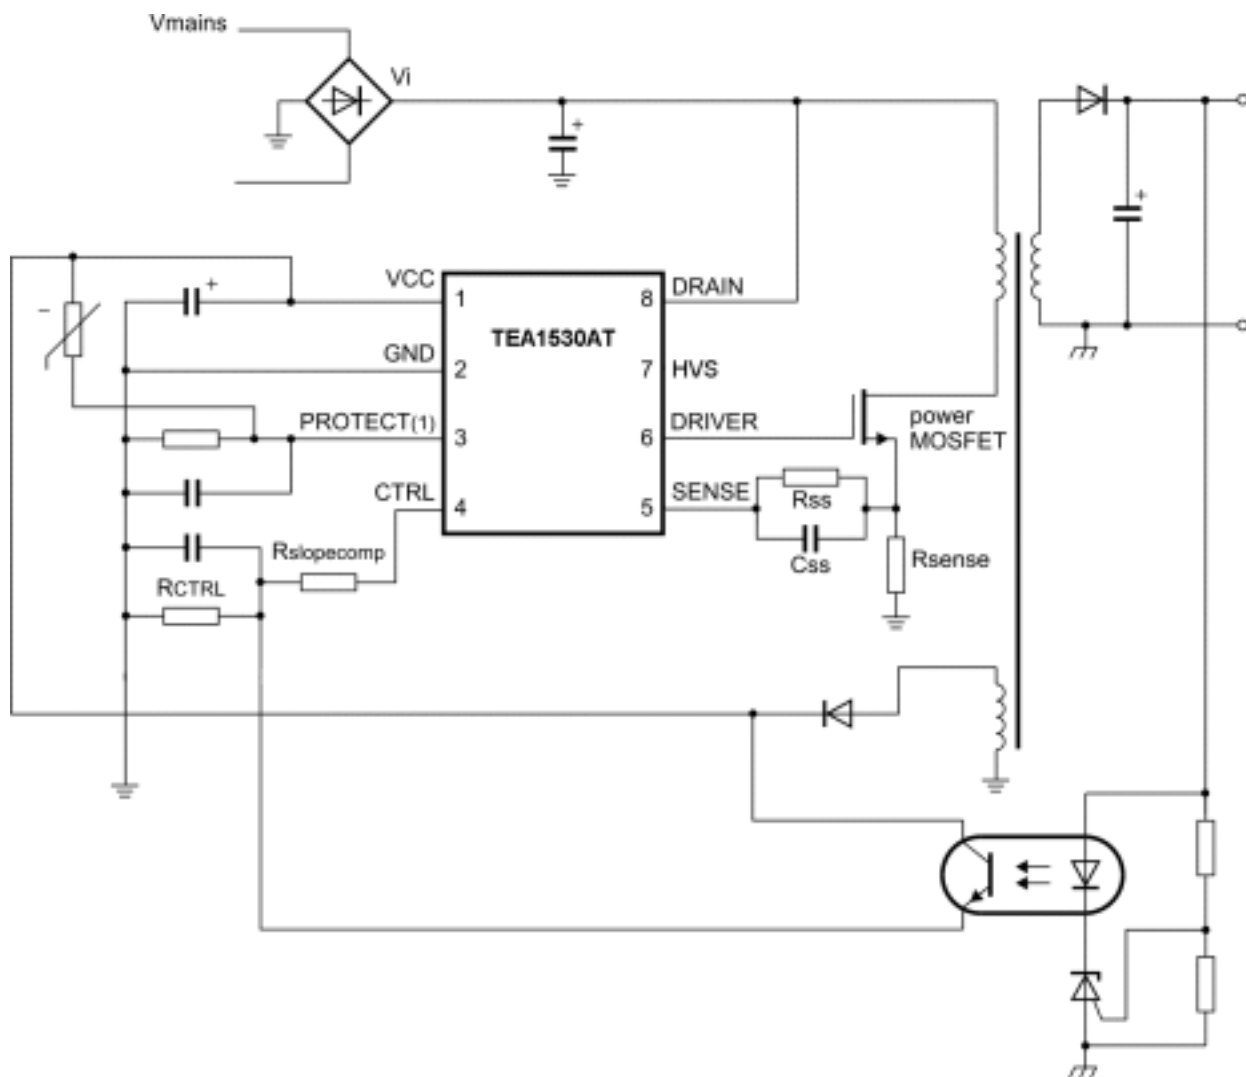 Vmains
Vi
+
+
VCC
1
8
DRAIN
+
−
TEA1530AT
GND
2
7
HVS
PROTECT(1)
3
6
DRIVER
power
MOSFET
CTRL
4
5
SENSE
Rss
Rslopecomp
Css
Rsense
RCTRL